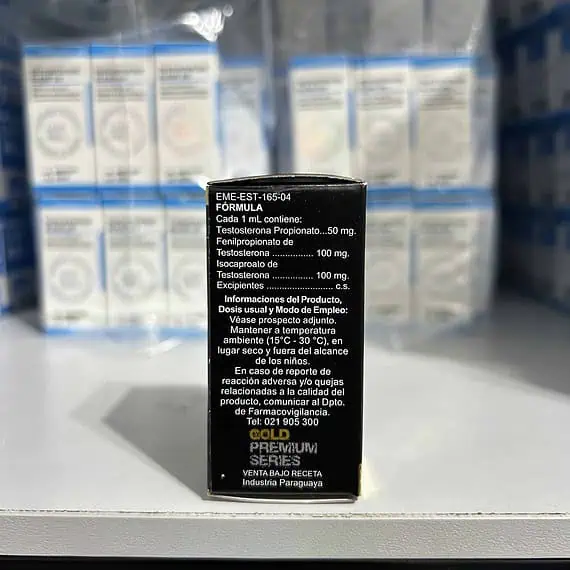 EME-EST-165-04
FÓRMULA
Cada 1 mL contiene:
Testosterona Propionato...50 mg.
Fenilpropionato de
Testosterona ................ 100 mg.
Isocaproato de
Testosterona ................ 100 mg.
Excipientes ......................... c.s.
Informaciones del Producto,
Dosis usual y Modo de Empleo:
Véase prospecto adjunto.
Mantener a temperatura
ambiente (15°C - 30 °C), en
lugar seco y fuera del alcance
de los niños.
En caso de reporte de
reacción adversa y/o quejas
relacionadas a la calidad del
producto, comunicar al Dpto.
de Farmacovigilancia.
Tel: 021 905 300
GOLD
PREMIUM
SERIES
VENTA BAJO RECETA
Industria Paraguaya